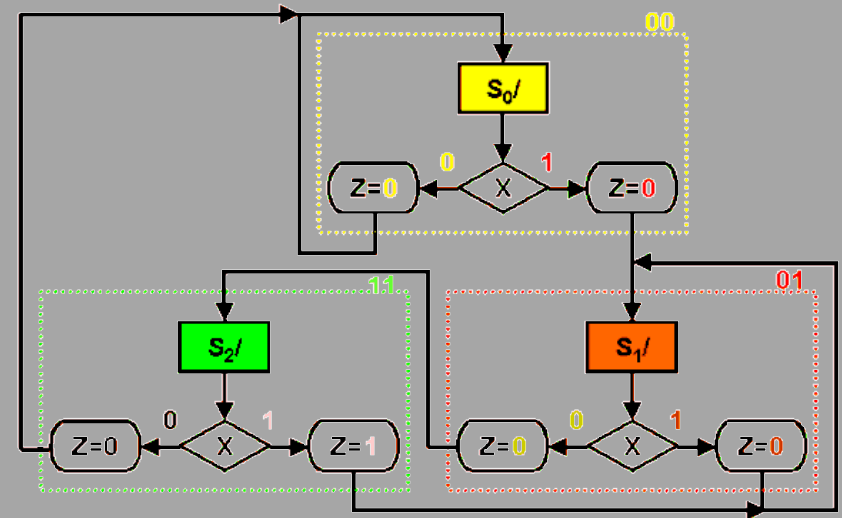 00
S₀/
0 1
Z=0 X Z=0
11 01
S₂/ S₁/
0 1 0 1
Z=0 X Z=1 Z=0 X Z=0